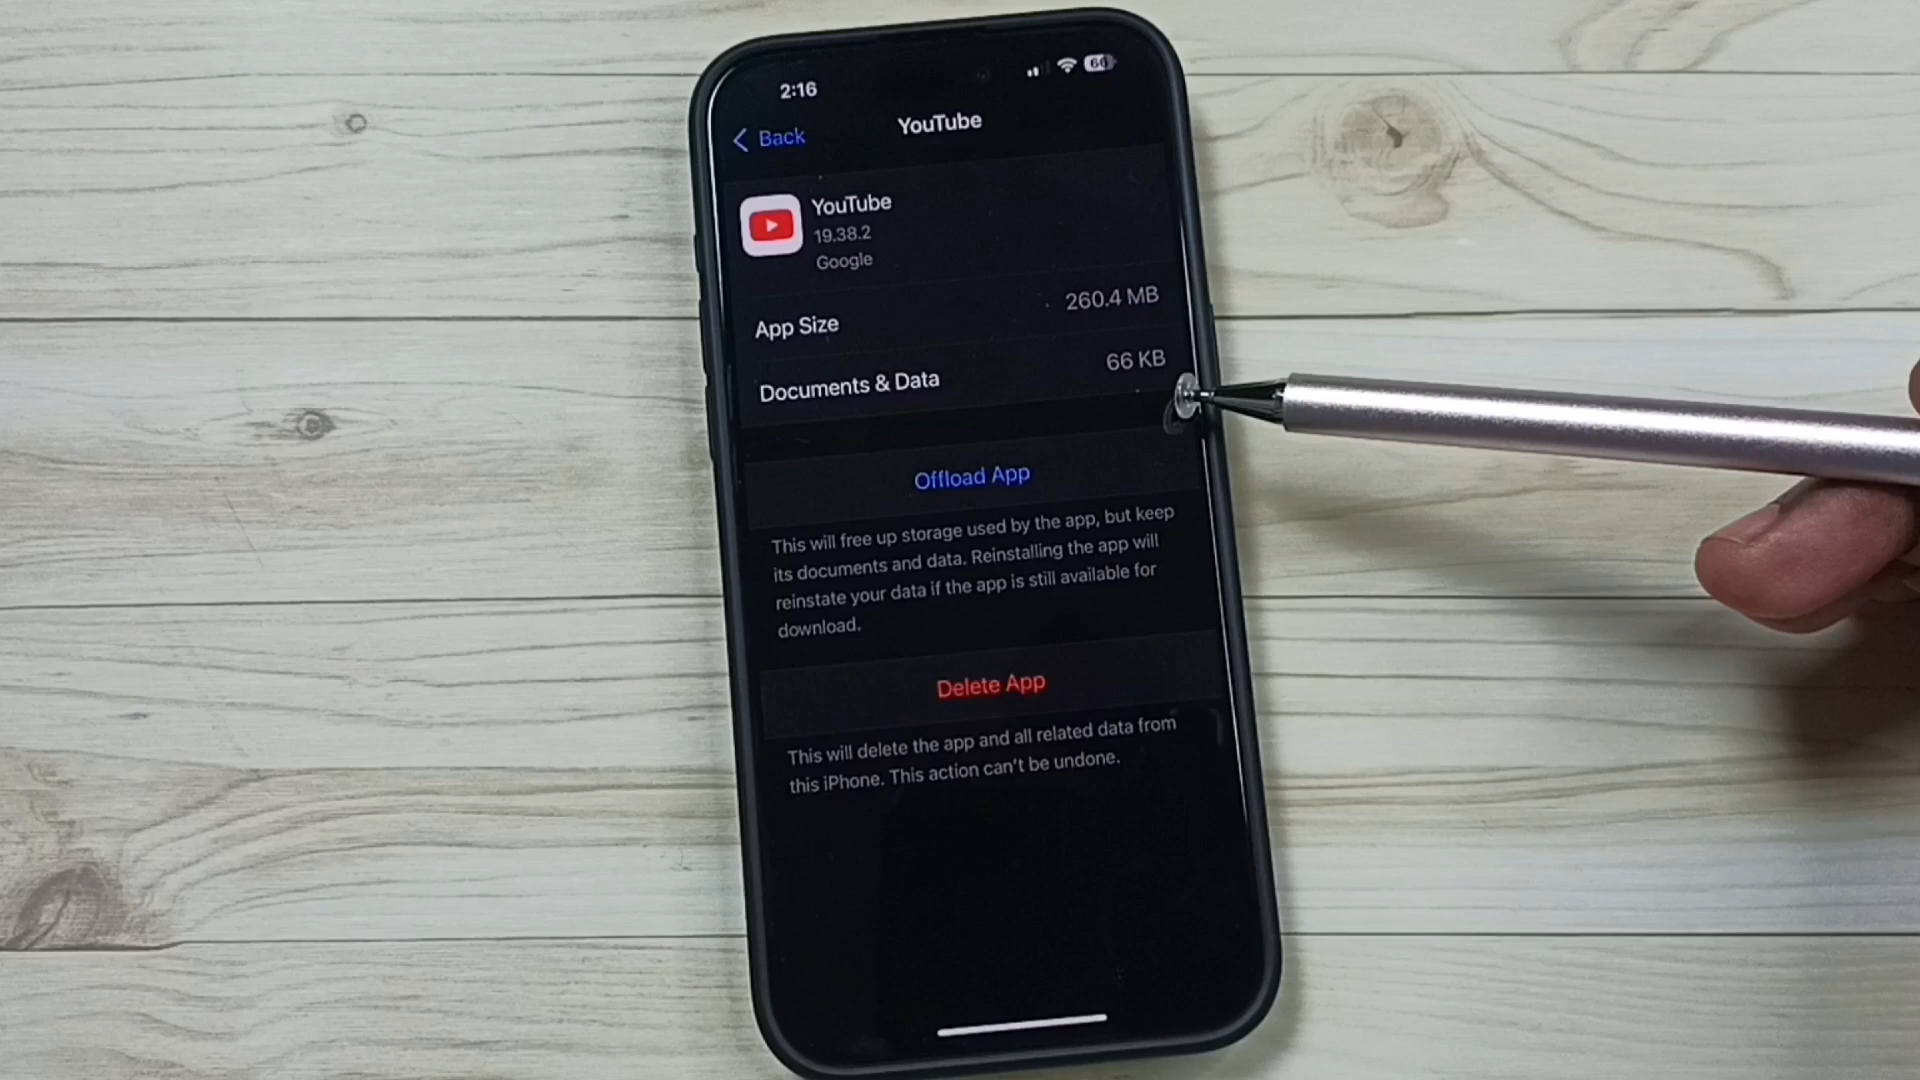 2:16
66
Back
YouTube
YouTube
19.38.2
Google
App Size
260.4 MB
Documents & Data
66 KB
Offload App
This will free up storage used by the app, but keep
its documents and data. Reinstalling the app will
reinstate your data if the app is still available for
download.
Delete App
This will delete the app and all related data from
this iPhone. This action can't be undone.